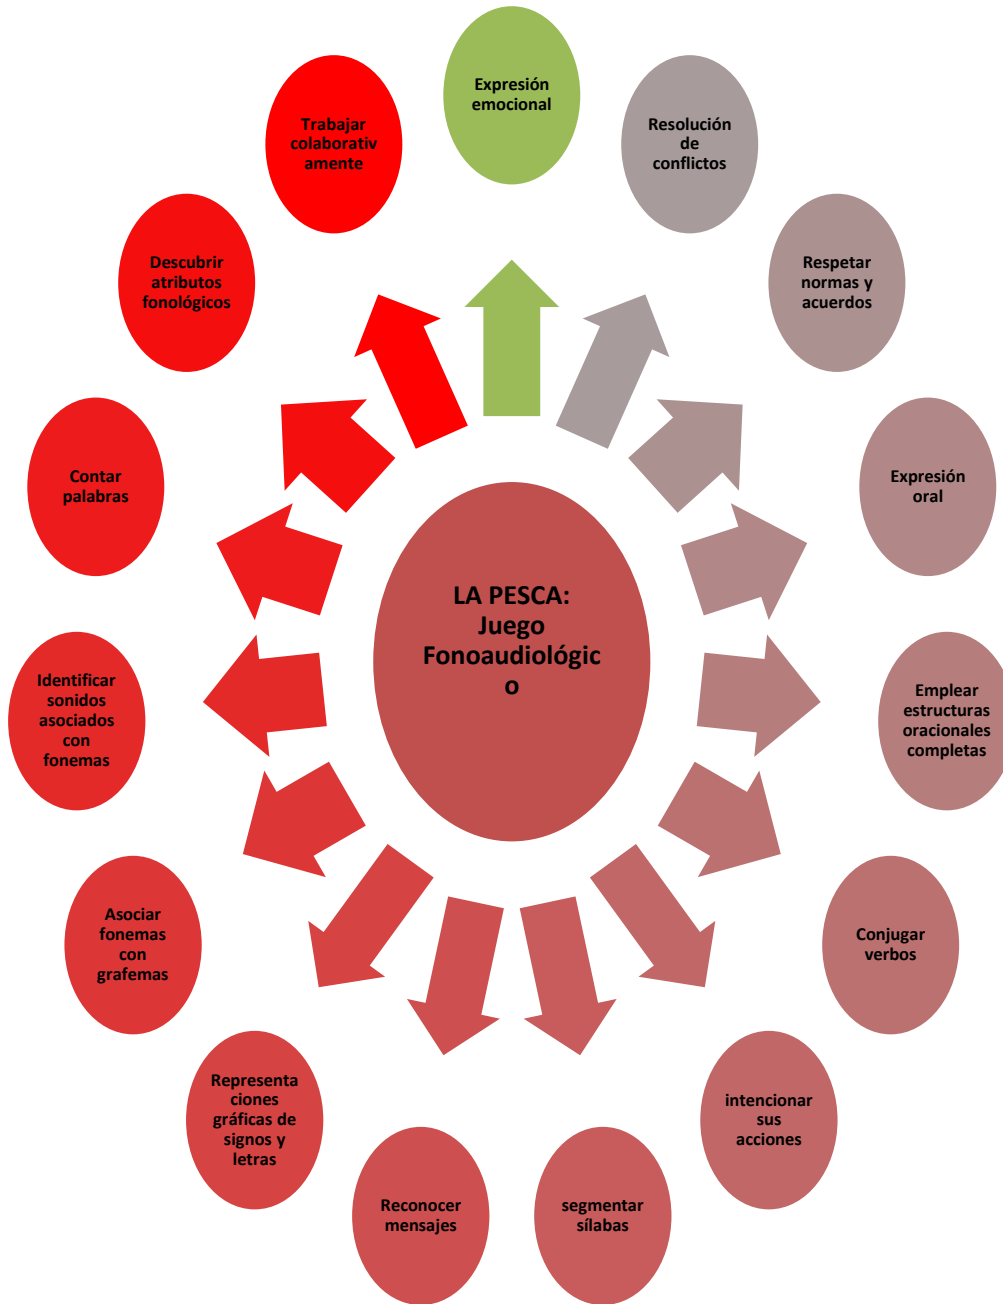 Expresión
emocional
Resolución
de
conflictos
Respetar
normas y
acuerdos
Expresión
oral
Emplear
estructuras
oracionales
completas
Conjugar
verbos
intencionar
sus
acciones
segmentar
sílabas
Reconocer
mensajes
Representa
ciones
gráficas de
signos y
letras
Asociar
fonemas
con
grafemas
Identificar
sonidos
asociados
con
fonemas
Contar
palabras
Descubrir
atributos
fonológicos
Trabajar
colaborativ
amente
LA PESCA:
Juego
Fonoaudiológic
o